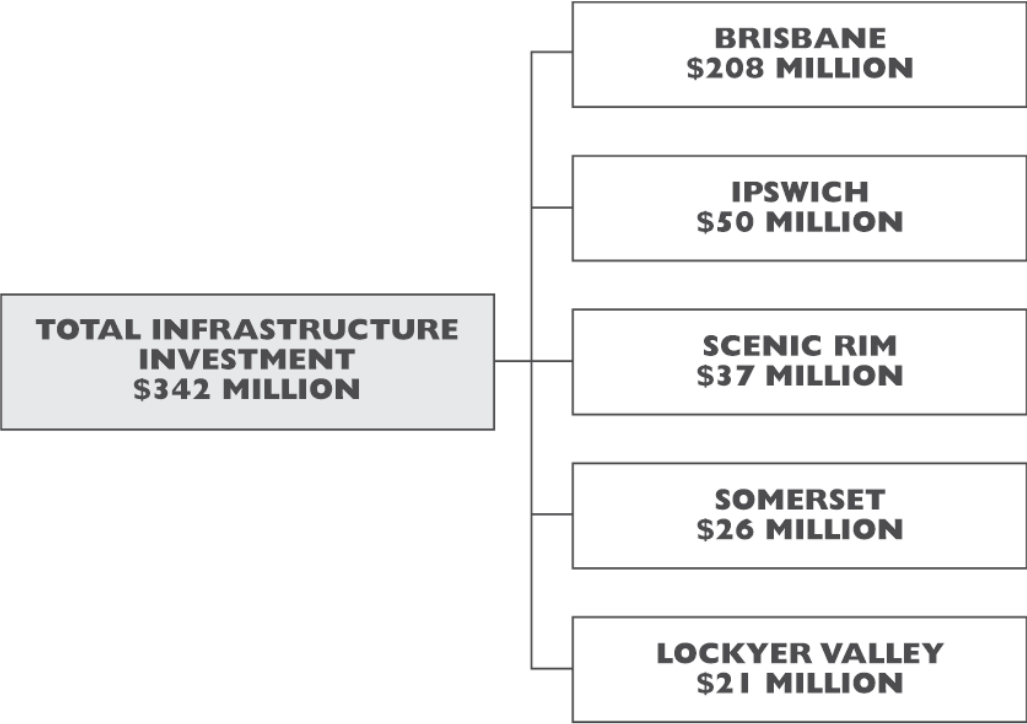 BRISBANE
$208 MILLION
IPSWICH
$50 MILLION
TOTAL INFRASTRUCTURE
INVESTMENT
$342 MILLION
SCENIC RIM
$37 MILLION
SOMERSET
$26 MILLION
LOCKYER VALLEY
$21 MILLION